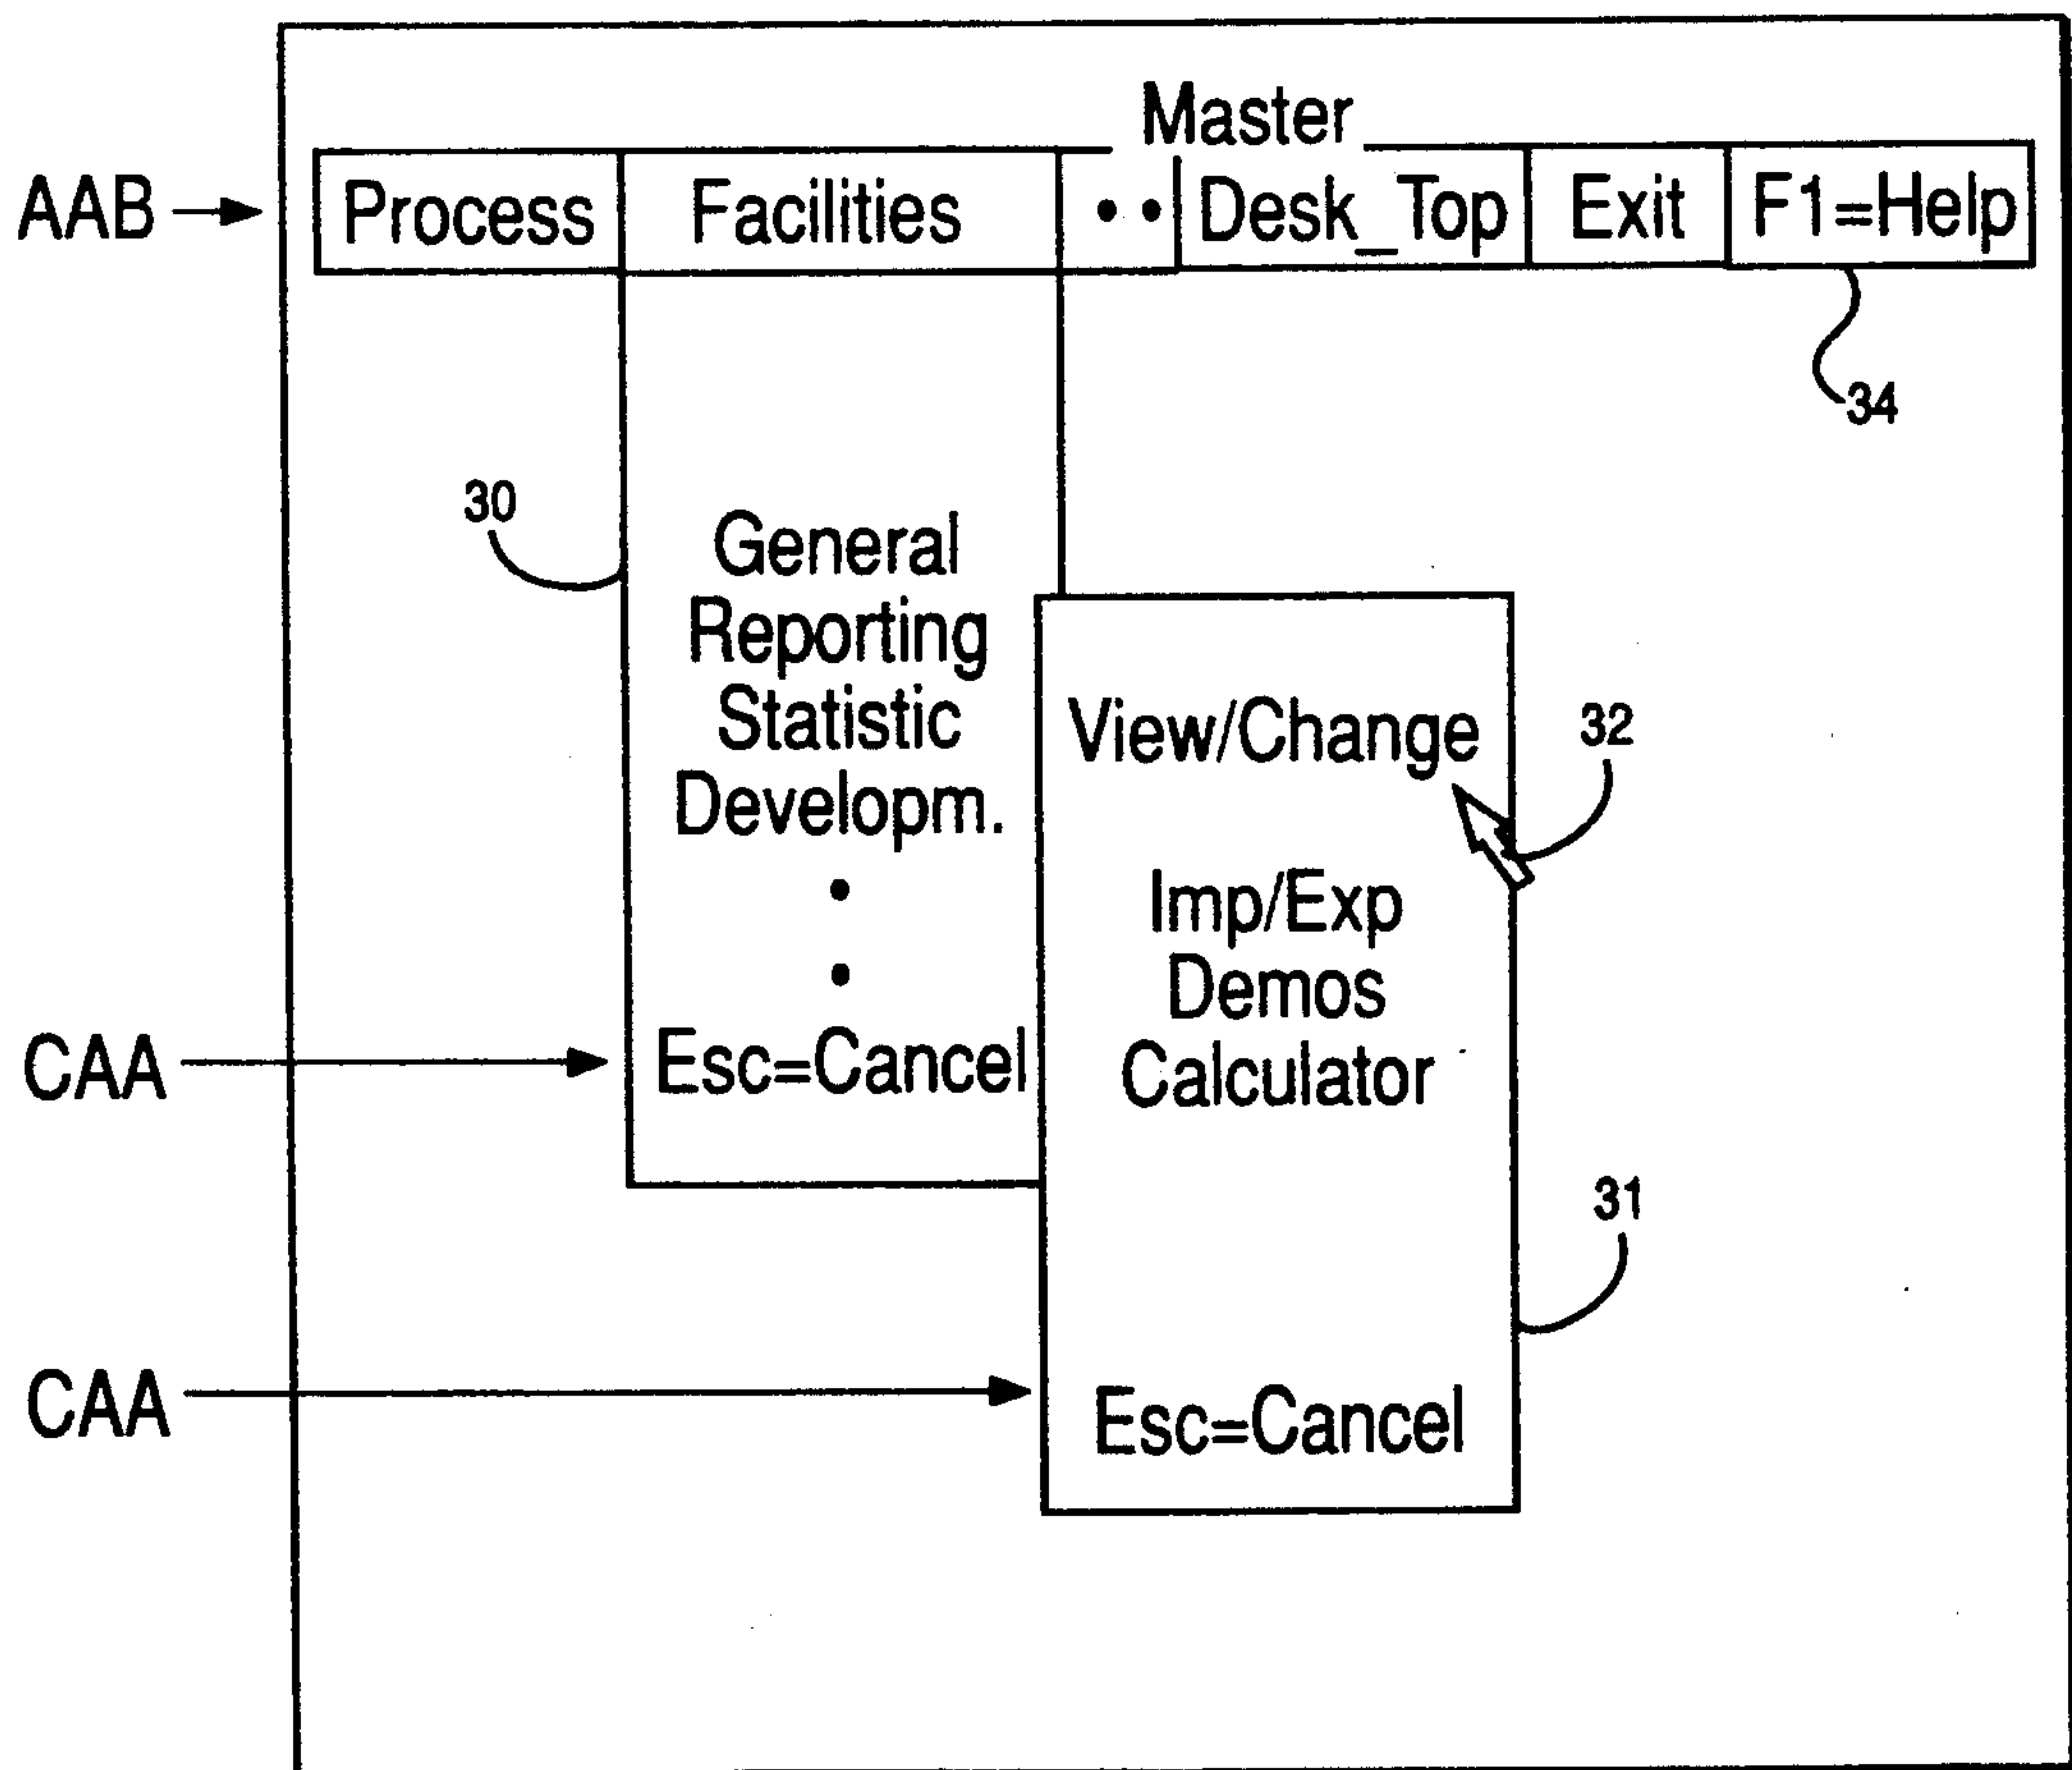 Master
AAB
Process Facilities •• Desk_Top Exit F1=Help
34
30
General
Reporting
Statistic
Developm.
•
•
CAA
Esc=Cancel
View/Change
32
Imp/Exp
Demos
Calculator
31
CAA
Esc=Cancel